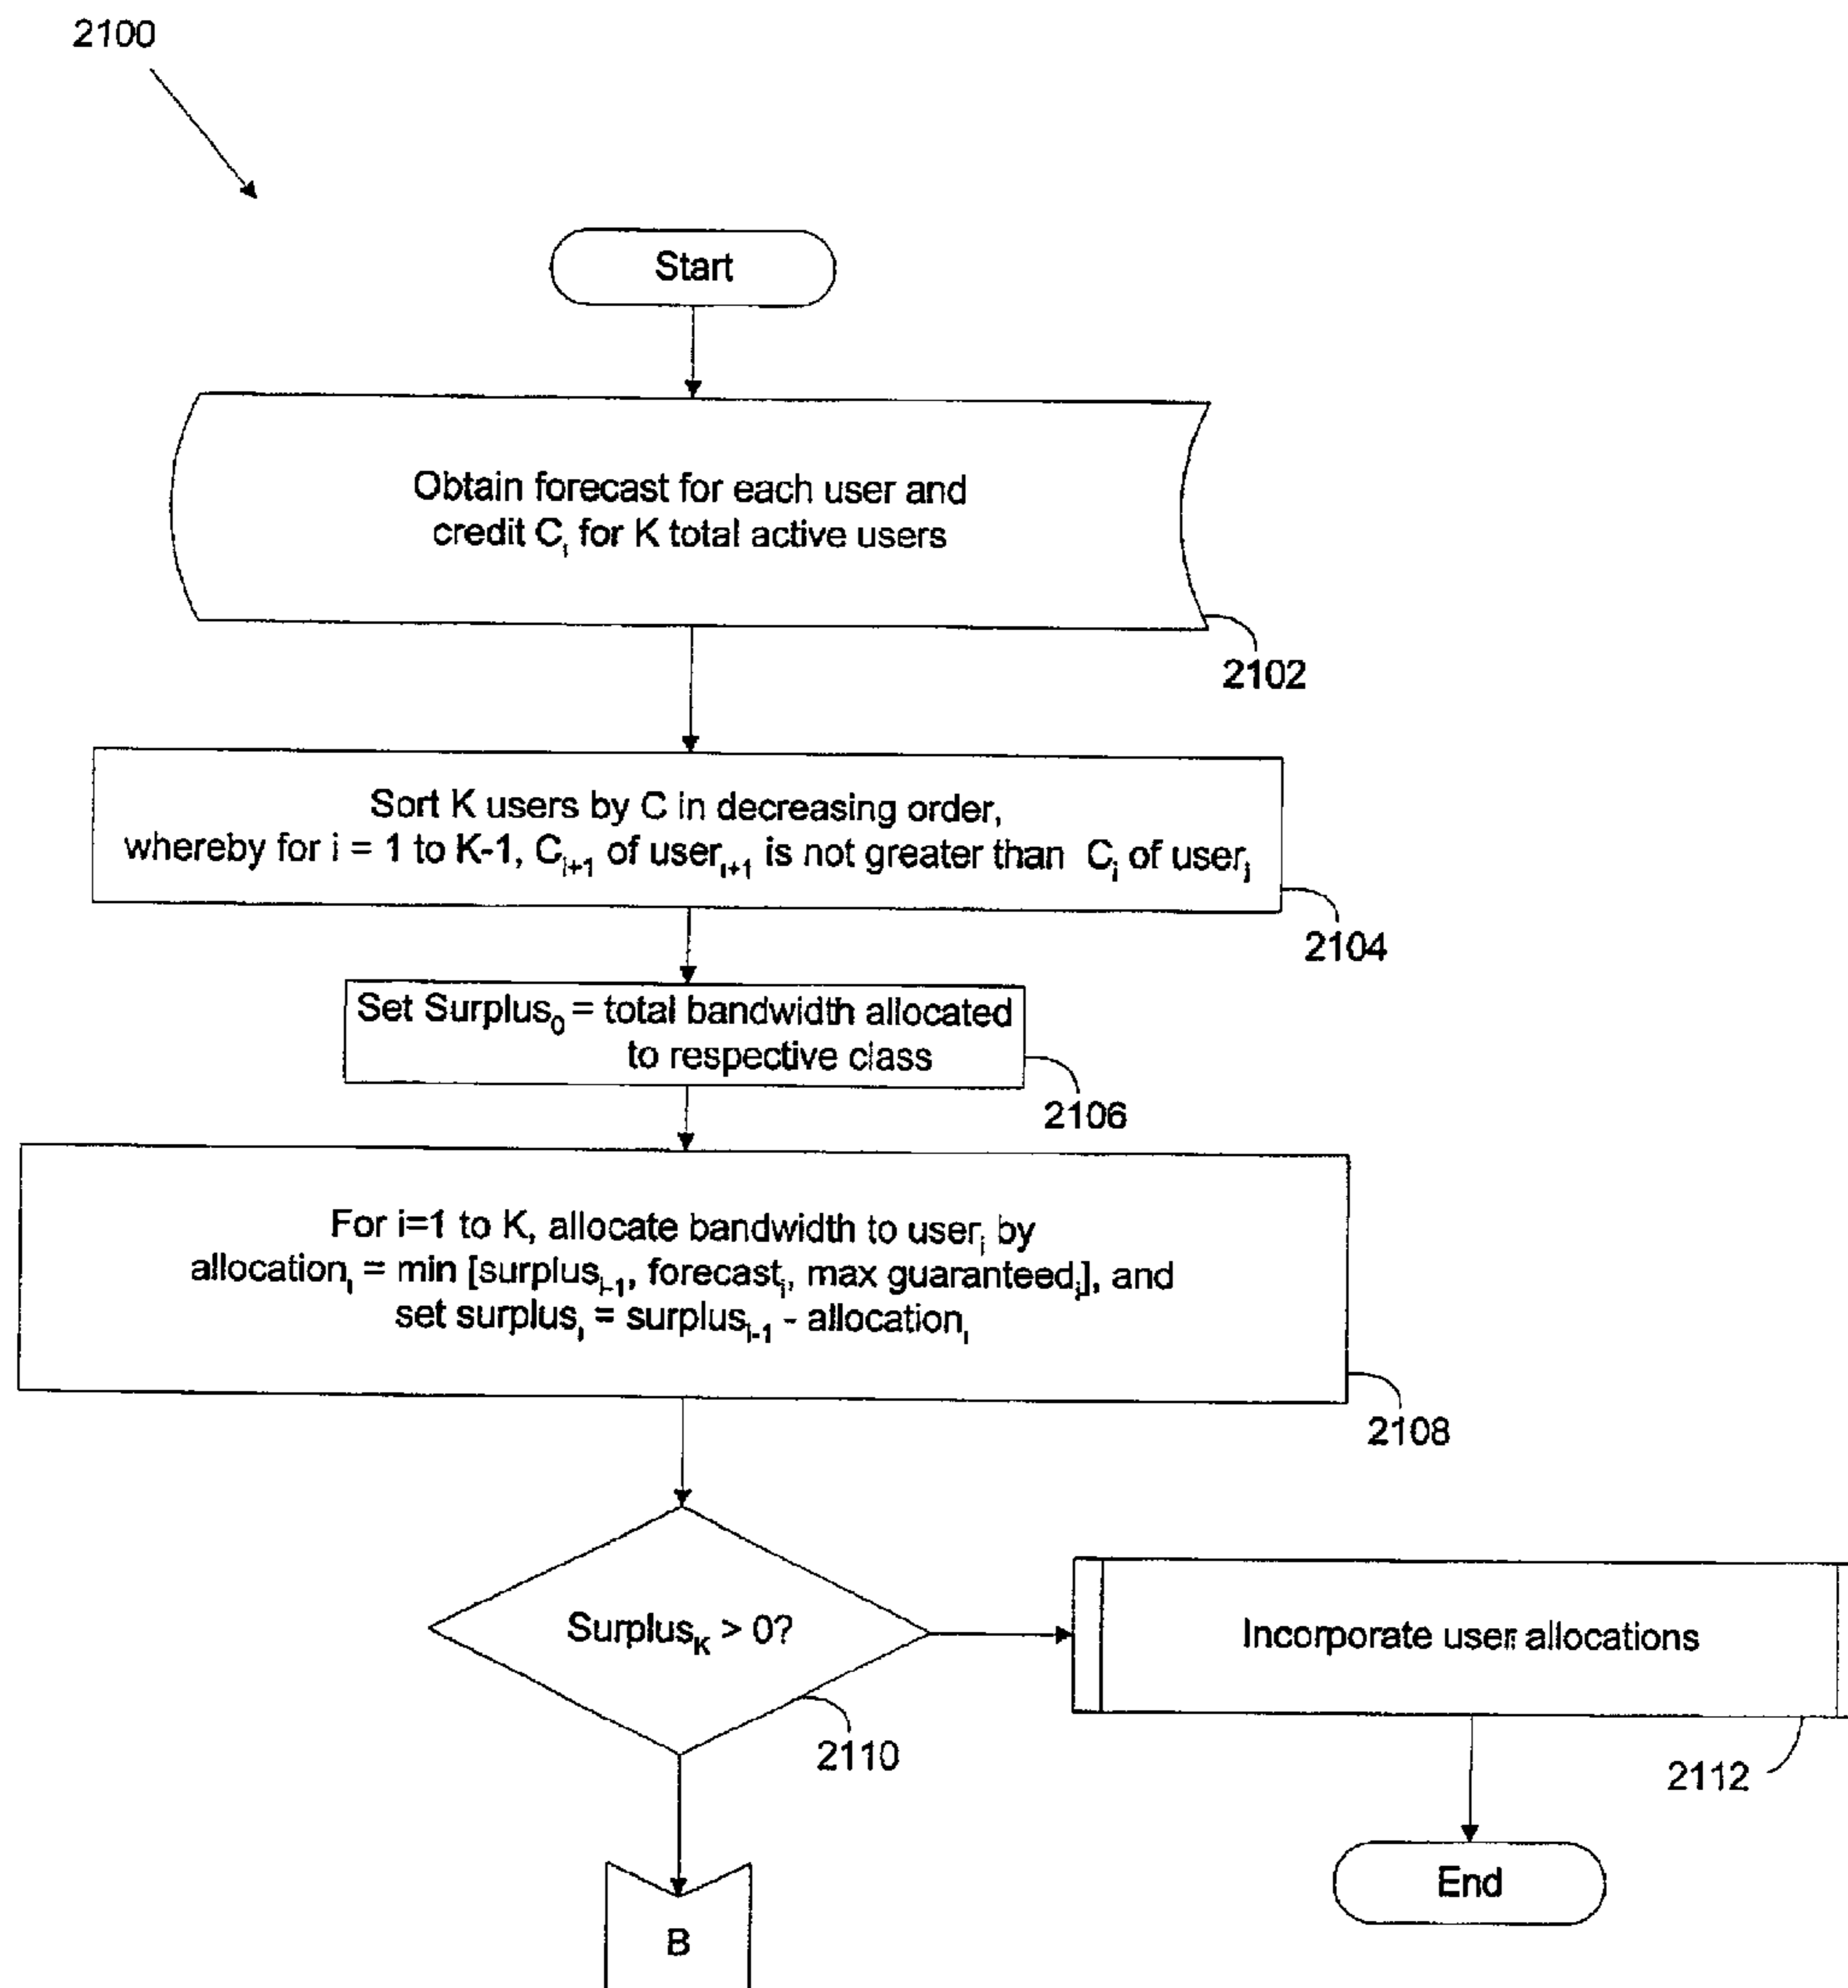 2100
Start
Obtain forecast for each user and
credit Cᵢ for K total active users
2102
Sort K users by C in decreasing order,
whereby for i = 1 to K-1, Cᵢ₊₁ of userᵢ₊₁ is not greater than Cᵢ of userᵢ
2104
Set Surplus₀ = total bandwidth allocated
to respective class
2106
For i=1 to K, allocate bandwidth to userᵢ by
allocationᵢ = min [surplusᵢ₋₁, forecastᵢ, max guaranteedᵢ], and
set surplusᵢ = surplusᵢ₋₁ - allocationᵢ
2108
Surplus_K > 0?
2110
Incorporate user allocations
2112
End
B